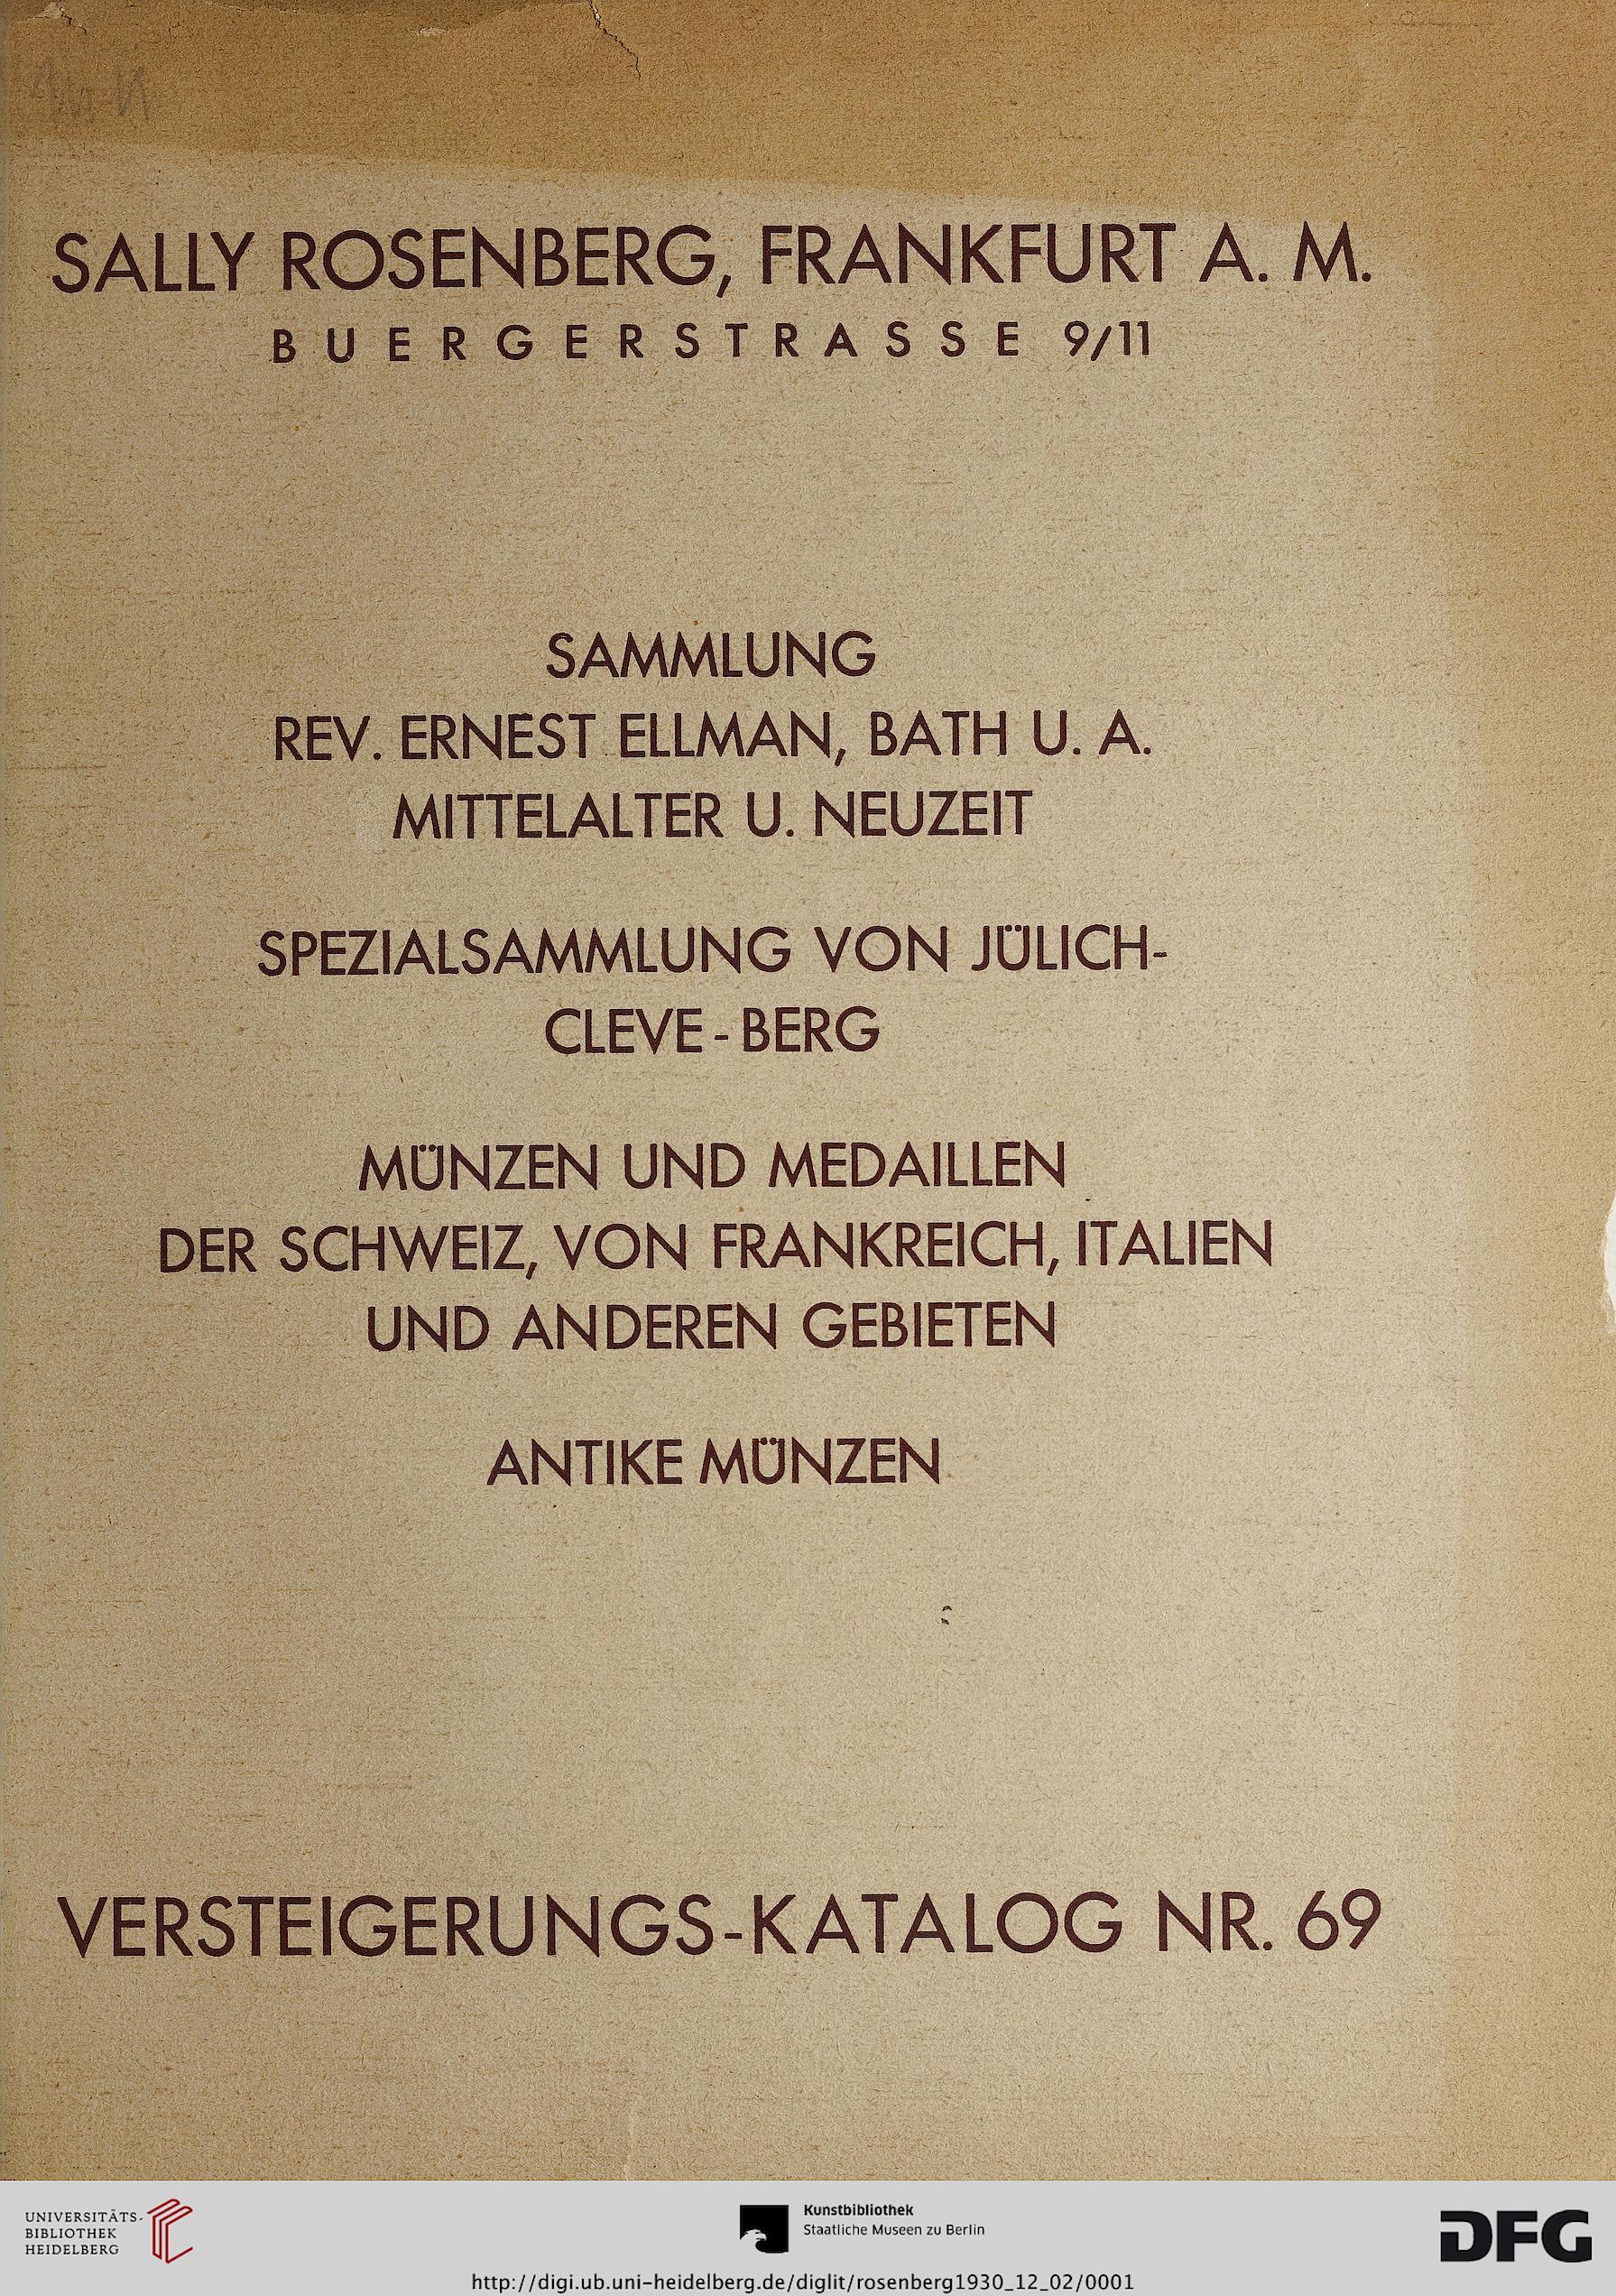 SALLY ROSENBERG, FRANKFURT A. M.
BUERGERSTRASSE 9/11
SAMMLUNG
REV. ERNEST ELLMAN, BATH U. A.
MITTELALTER U. NEUZEIT
SPEZIALSAMMLUNG VON JÜLICH-
CLEVE - BERG
MÜNZEN UND MEDAILLEN
DER SCHWEIZ, VON FRANKREICH, ITALIEN
UND ANDEREN GEBIETEN
ANTIKE MÜNZEN
VERSTEIGERUNGS-KATALOG NR. 69
UNIVERSITÄTS-
BIBLIOTHEK
HEIDELBERG
Kunstbibliothek
Staatliche Museen zu Berlin
DFG
http://digi.ub.uni-heidelberg.de/diglit/rosenberg1930_12_02/0001